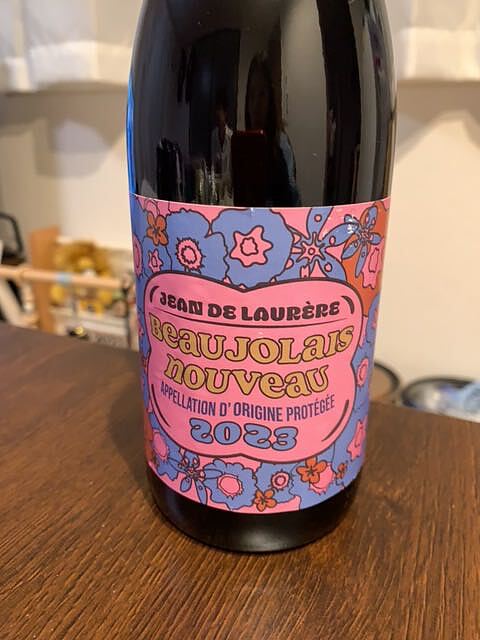 JEAN DE LAURÈRE
BEAUJOLAIS
NOUVEAU
APPELLATION D'ORIGINE PROTÉGÉE
2023